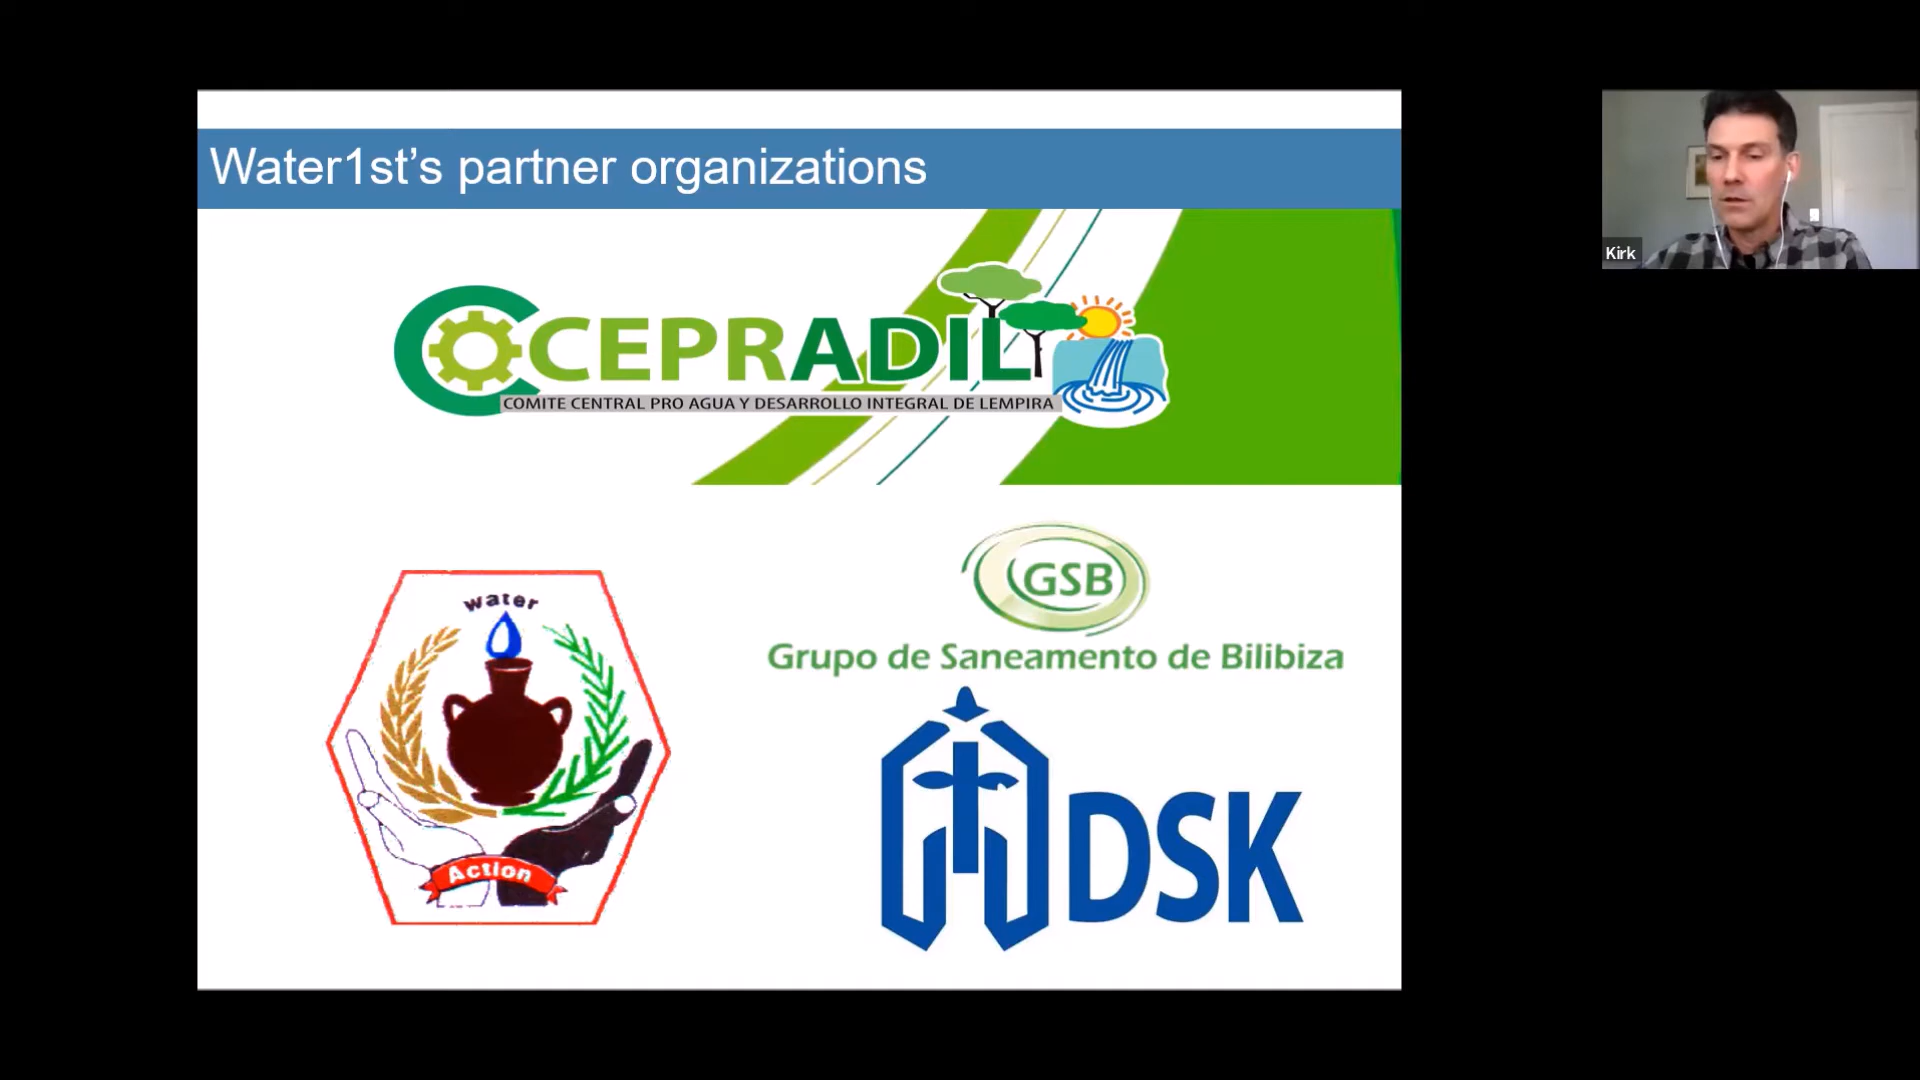 Water1st’s partner organizations
COCEPRADIL
COMITE CENTRAL PRO AGUA Y DESARROLLO INTEGRAL DE LEMPIRA
water
Action
GSB
Grupo de Saneamento de Bilibiza
DSK
Kirk